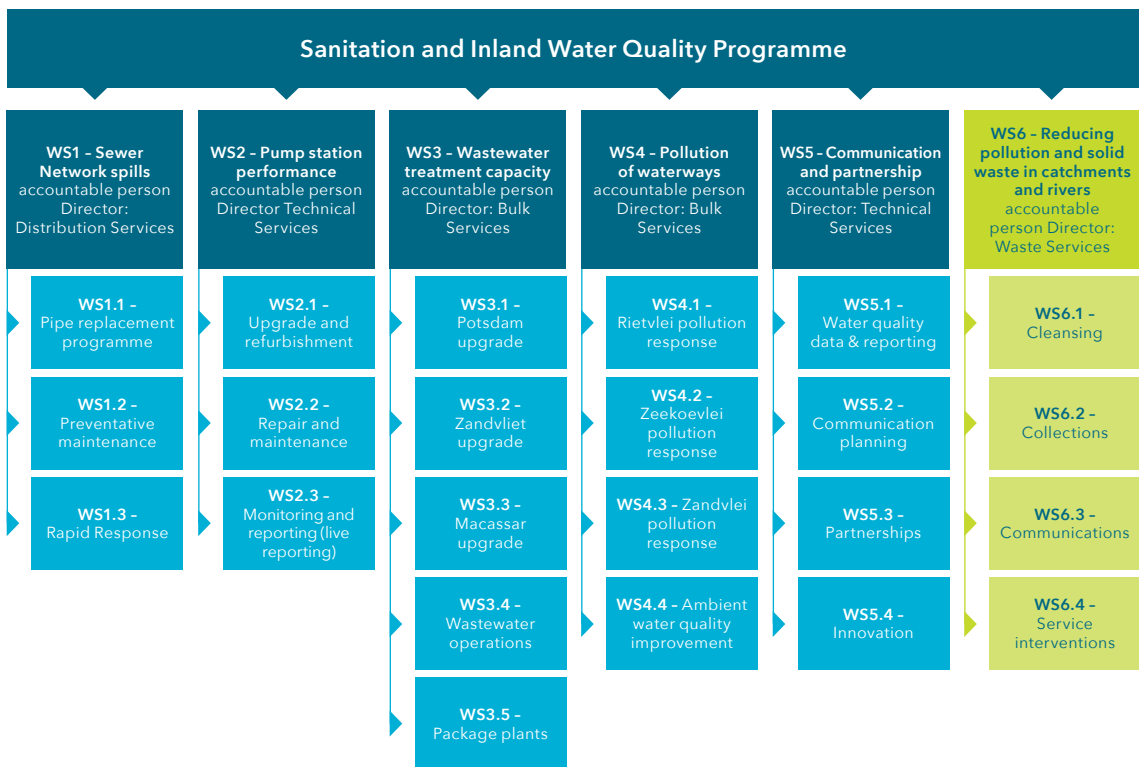 Sanitation and Inland Water Quality Programme
WS1 – Sewer
Network spills
accountable person
Director:
Distribution Services
WS1.1 –
Pipe replacement
programme
WS1.2 –
Preventative
maintenance
WS1.3 –
Rapid Response
WS2 – Pump station
performance
accountable person
Director Technical
Services
WS2.1 –
Upgrade and
refurbishment
WS2.2 –
Repair and
maintenance
WS2.3 –
Monitoring and
reporting (live
reporting)
WS3 – Wastewater
treatment capacity
accountable person
Director: Bulk
Services
WS3.1 –
Potsdam
upgrade
WS3.2 –
Zandvliet
upgrade
WS3.3 –
Macassar
upgrade
WS3.4 –
Wastewater
operations
WS3.5 –
Package plants
WS4 – Pollution
of waterways
accountable person
Director: Bulk
Services
WS4.1 –
Rietvlei pollution
response
WS4.2 –
Zeekoevlei
pollution
response
WS4.3 – Zandvlei
pollution
response
WS4.4 – Ambient
water quality
improvement
WS5 – Communication
and partnership
accountable person
Director: Technical
Services
WS5.1 –
Water quality
data & reporting
WS5.2 –
Communication
planning
WS5.3 –
Partnerships
WS5.4 –
Innovation
WS6 – Reducing
pollution and solid
waste in catchments
and rivers
accountable
person Director:
Waste Services
WS6.1 –
Cleansing
WS6.2 –
Collections
WS6.3 –
Communications
WS6.4 –
Service
interventions